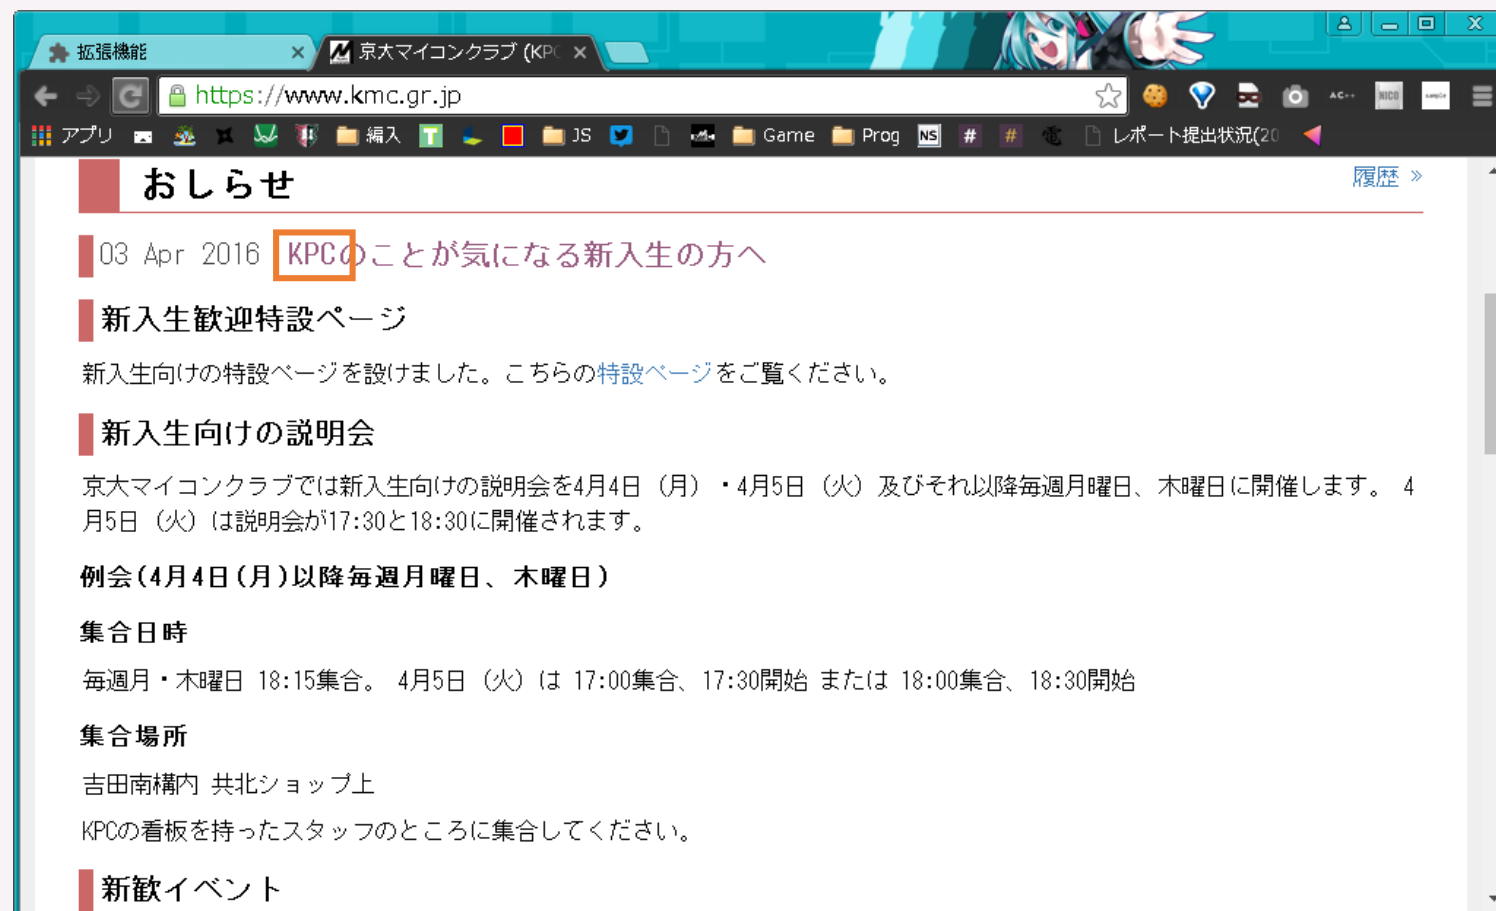 拡張機能
京大マイコンクラブ (KPC
https://www.kmc.gr.jp
AC++
NICO
sample
アプリ
編入
T
JS
Game
Prog
NS
#
#
レポート提出状況(20
おしらせ
履歴 »
03 Apr 2016 KPCのことが気になる新入生の方へ
新入生歓迎特設ページ
新入生向けの特設ページを設けました。こちらの特設ページをご覧ください。
新入生向けの説明会
京大マイコンクラブでは新入生向けの説明会を4月4日（月）・4月5日（火）及びそれ以降毎週月曜日、木曜日に開催します。 4
月5日（火）は説明会が17:30と18:30に開催されます。
例会(4月4日(月)以降毎週月曜日、木曜日)
集合日時
毎週月・木曜日 18:15集合。 4月5日（火）は 17:00集合、17:30開始 または 18:00集合、18:30開始
集合場所
吉田南構内 共北ショップ上
KPCの看板を持ったスタッフのところに集合してください。
新歓イベント